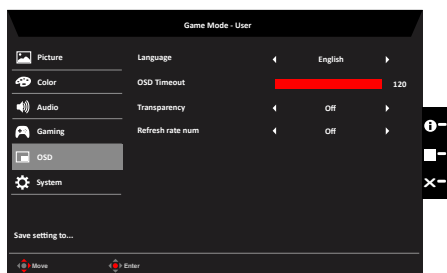 Game Mode - User
Picture
Language
English
Color
OSD Timeout
120
Audio
Transparency
Off
Gaming
Refresh rate num
Off
OSD
System
Save setting to...
Move
Enter